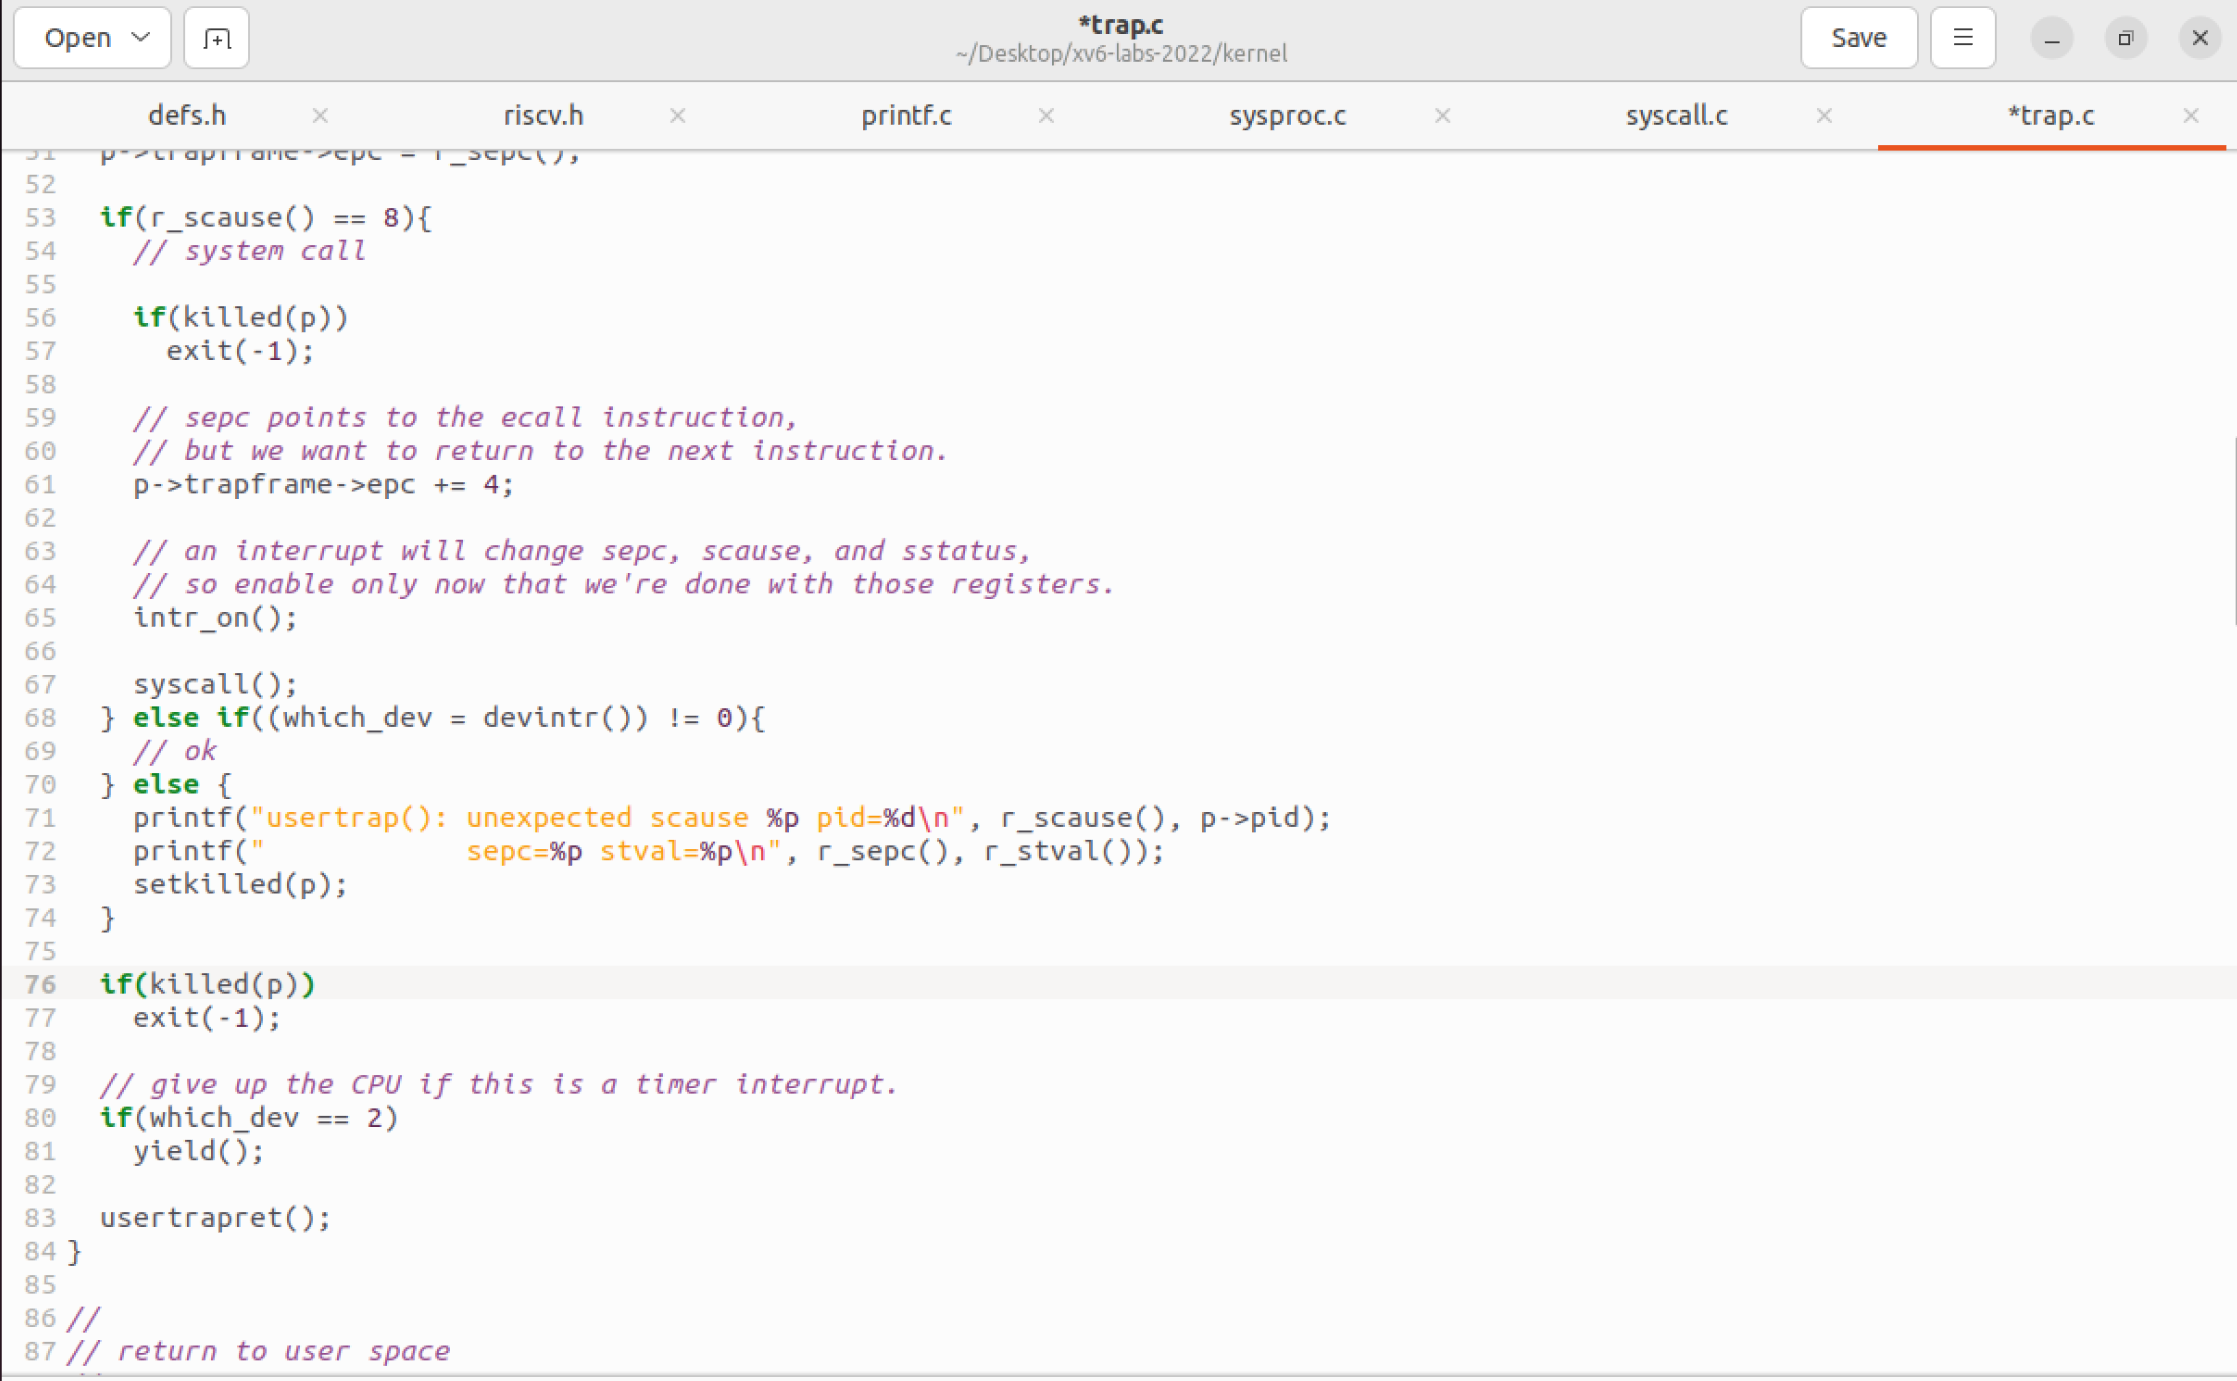 Open
*trap.c
~/Desktop/xv6-labs-2022/kernel
Save
defs.h
riscv.h
printf.c
sysproc.c
syscall.c
*trap.c
51   p->trapframe->epc = r_sepc();
52
53   if(r_scause() == 8){
54     // system call
55
56     if(killed(p))
57       exit(-1);
58
59     // sepc points to the ecall instruction,
60     // but we want to return to the next instruction.
61     p->trapframe->epc += 4;
62
63     // an interrupt will change sepc, scause, and sstatus,
64     // so enable only now that we're done with those registers.
65     intr_on();
66
67     syscall();
68   } else if((which_dev = devintr()) != 0){
69     // ok
70   } else {
71     printf("usertrap(): unexpected scause %p pid=%d\n", r_scause(), p->pid);
72     printf("            sepc=%p stval=%p\n", r_sepc(), r_stval());
73     setkilled(p);
74   }
75
76   if(killed(p))
77     exit(-1);
78
79   // give up the CPU if this is a timer interrupt.
80   if(which_dev == 2)
81     yield();
82
83   usertrapret();
84 }
85
86 //
87 // return to user space